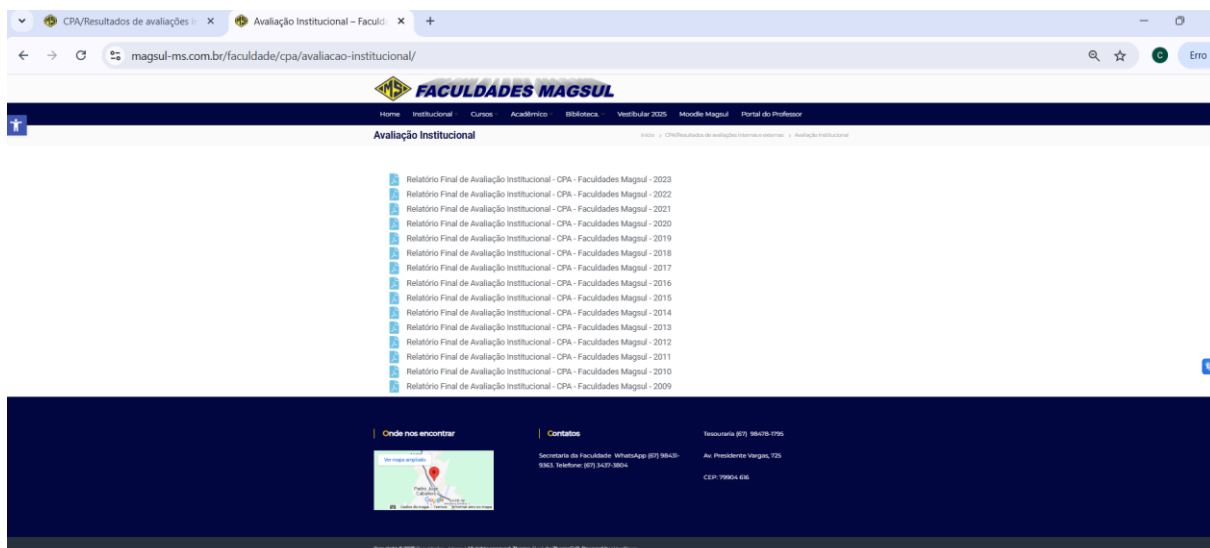 CPA/Resultados de avaliações i
Avaliação Institucional – Faculd
magsul-ms.com.br/faculdade/cpa/avaliacao-institucional/
C
Erro
FACULDADES MAGSUL
Home Institucional Cursos Acadêmico Biblioteca. Vestibular 2025 Moodle Magsul Portal do Professor
Avaliação Institucional
Início CPA/Resultados de avaliações internas e externas Avaliação Institucional
Relatório Final de Avaliação Institucional - CPA - Faculdades Magsul - 2023
Relatório Final de Avaliação Institucional - CPA - Faculdades Magsul - 2022
Relatório Final de Avaliação Institucional - CPA - Faculdades Magsul - 2021
Relatório Final de Avaliação Institucional - CPA - Faculdades Magsul - 2020
Relatório Final de Avaliação Institucional - CPA - Faculdades Magsul - 2019
Relatório Final de Avaliação Institucional - CPA - Faculdades Magsul - 2018
Relatório Final de Avaliação Institucional - CPA - Faculdades Magsul - 2017
Relatório Final de Avaliação Institucional - CPA - Faculdades Magsul - 2016
Relatório Final de Avaliação Institucional - CPA - Faculdades Magsul - 2015
Relatório Final de Avaliação Institucional - CPA - Faculdades Magsul - 2014
Relatório Final de Avaliação Institucional - CPA - Faculdades Magsul - 2013
Relatório Final de Avaliação Institucional - CPA - Faculdades Magsul - 2012
Relatório Final de Avaliação Institucional - CPA - Faculdades Magsul - 2011
Relatório Final de Avaliação Institucional - CPA - Faculdades Magsul - 2010
Relatório Final de Avaliação Institucional - CPA - Faculdades Magsul - 2009
Onde nos encontrar
Ver mapa ampliado
Google
Contatos
Secretaria da Faculdade WhatsApp (67) 98431-
9363. Telefone: (67) 3437-3804
Tesouraria (67) 98478-1795
Av. Presidente Vargas, 725
CEP: 79904 616